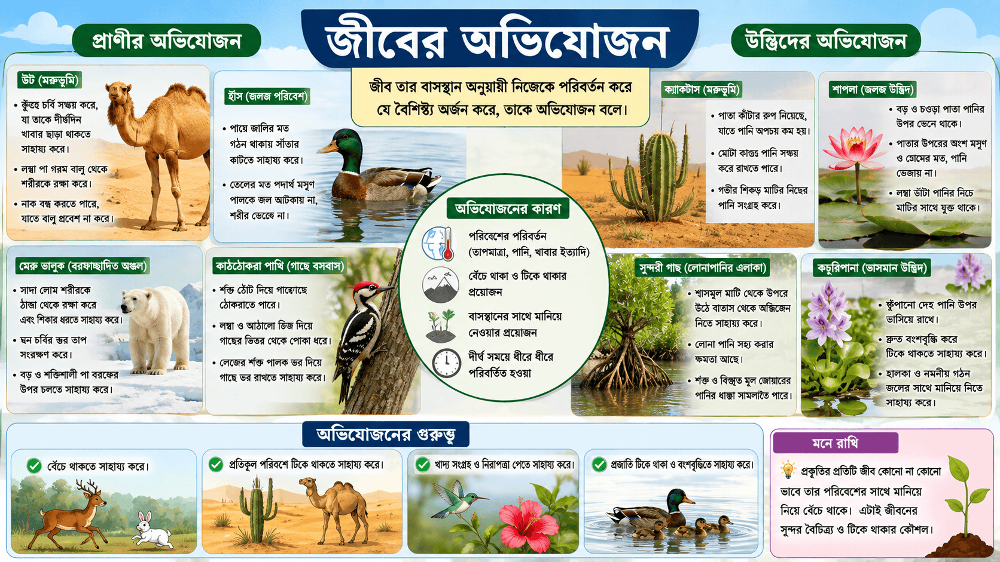 জীবের অভিযোজন
জীব তার বাসস্থান অনুযায়ী নিজেকে পরিবর্তন করে
যে বৈশিষ্ট্য অর্জন করে, তাকে অভিযোজন বলে।
প্রাণীর অভিযোজন
উট (মরুভূমি)
• চর্বি সঞ্চয় করে,
যা তাকে দীর্ঘদিন
খাবার ছাড়া থাকতে
সাহায্য করে।
• লম্বা পা গরম বালু থেকে
শরীরকে রক্ষা করে।
• নাক বন্ধ করতে পারে,
যাতে বালু প্রবেশ না করে।
হাঁস (জলজ পরিবেশ)
• পায়ে জালির মত
গঠন থাকায় সাঁতার
কাটতে সাহায্য করে।
• তেলের মত পদার্থ মসৃণ
পালকে জল আটকায় না,
শরীর না।
মেরু ভালুক (বরফাচ্ছাদিত অঞ্চল)
• সাদা লোম শরীরকে
ঠান্ডা থেকে রক্ষা করে
এবং শিকার ধরতে সাহায্য করে।
• ঘন চর্বির স্তর তাপ
সংরক্ষণ করে।
• বড় ও শক্তিশালী পা বরফের
উপর চলতে সাহায্য করে।
কাঠঠোকরা পাখি (গাছে বসবাস)
• শক্ত ঠোঁট দিয়ে
ঠোকরাতে পারে।
• লম্বা ও আঠালো জিভ দিয়ে
গাছের ভিতর থেকে পোকা ধরে।
• লেজের শক্ত পালক ভর দিয়ে
গাছে ভর রাখতে সাহায্য করে।
অভিযোজনের কারণ
পরিবেশের পরিবর্তন
(তাপমাত্রা, পানি, খাবার ইত্যাদি)
বেঁচে থাকা ও টিকে থাকার
প্রয়োজন
বাসস্থানের সাথে মানিয়ে
নেওয়ার প্রয়োজন
দীর্ঘ সময়ে ধীরে ধীরে
পরিবর্তিত হওয়া
উদ্ভিদের অভিযোজন
ক্যাকটাস (মরুভূমি)
• পাতা কাঁটার রুপ নিয়েছে,
যাতে পানি অপচয় কম হয়।
• মোটা কাণ্ডে পানি সঞ্চয়
করে রাখতে পারে।
• গভীর শিকড় মাটির নিছের
পানি সংগ্রহ করে।
শাপলা (জলজ উদ্ভিদ)
• বড় ও চওড়া পাতা পানির
উপর ভেনে থাকে।
• পাতার উপরের অংশ মসৃণ
ও মত, পানি
ভেজায় না।
• লম্বা ডাঁটা পানির নিচে
মাটির সাথে যুক্ত থাকে।
সুন্দরী গাছ (লোনাপানির এলাকা)
• শ্বাসমুল মাটি থেকে উপরে
উঠে বাতাস থেকে অক্সিজেন
নিতে সাহায্য করে।
• লোনা পানি সহ্য করার
ক্ষমতা আছে।
• শক্ত ও বিস্তৃত মুল জোয়ারের
পানির ধাক্কা সামলাতে পারে।
কচুরিপানা (ভাসমান উদ্ভিদ)
• দেহ পানি উপর
ভাসিয়ে রাখে।
• দ্রুত বংশবৃদ্ধি করে
টিকে থাকতে সাহায্য করে।
• হালকা ও নমনীয় গঠন
জলের সাথে মানিয়ে নিতে
সাহায্য করে।
অভিযোজনের গুরুত্ব
বেঁচে থাকতে সাহায্য করে।
প্রতিকূল পরিবশে টিকে থাকতে সাহায্য করে।
খাদ্য সংগ্রহ ও নিরাপত্রা পেতে সাহায্য করে।
প্রজাতি টিকে থাকা ও বংশবৃদ্ধিতে সাহায্য করে।
মনে রাখি
প্রকৃতির প্রতিটি জীব কোনো না কোনো
ভাবে তার পরিবেশের সাথে মানিয়ে
নিয়ে বেঁচে থাকে। এটাই জীবনের
সুন্দর বৈচিত্র্য ও টিকে থাকার কৌশল।